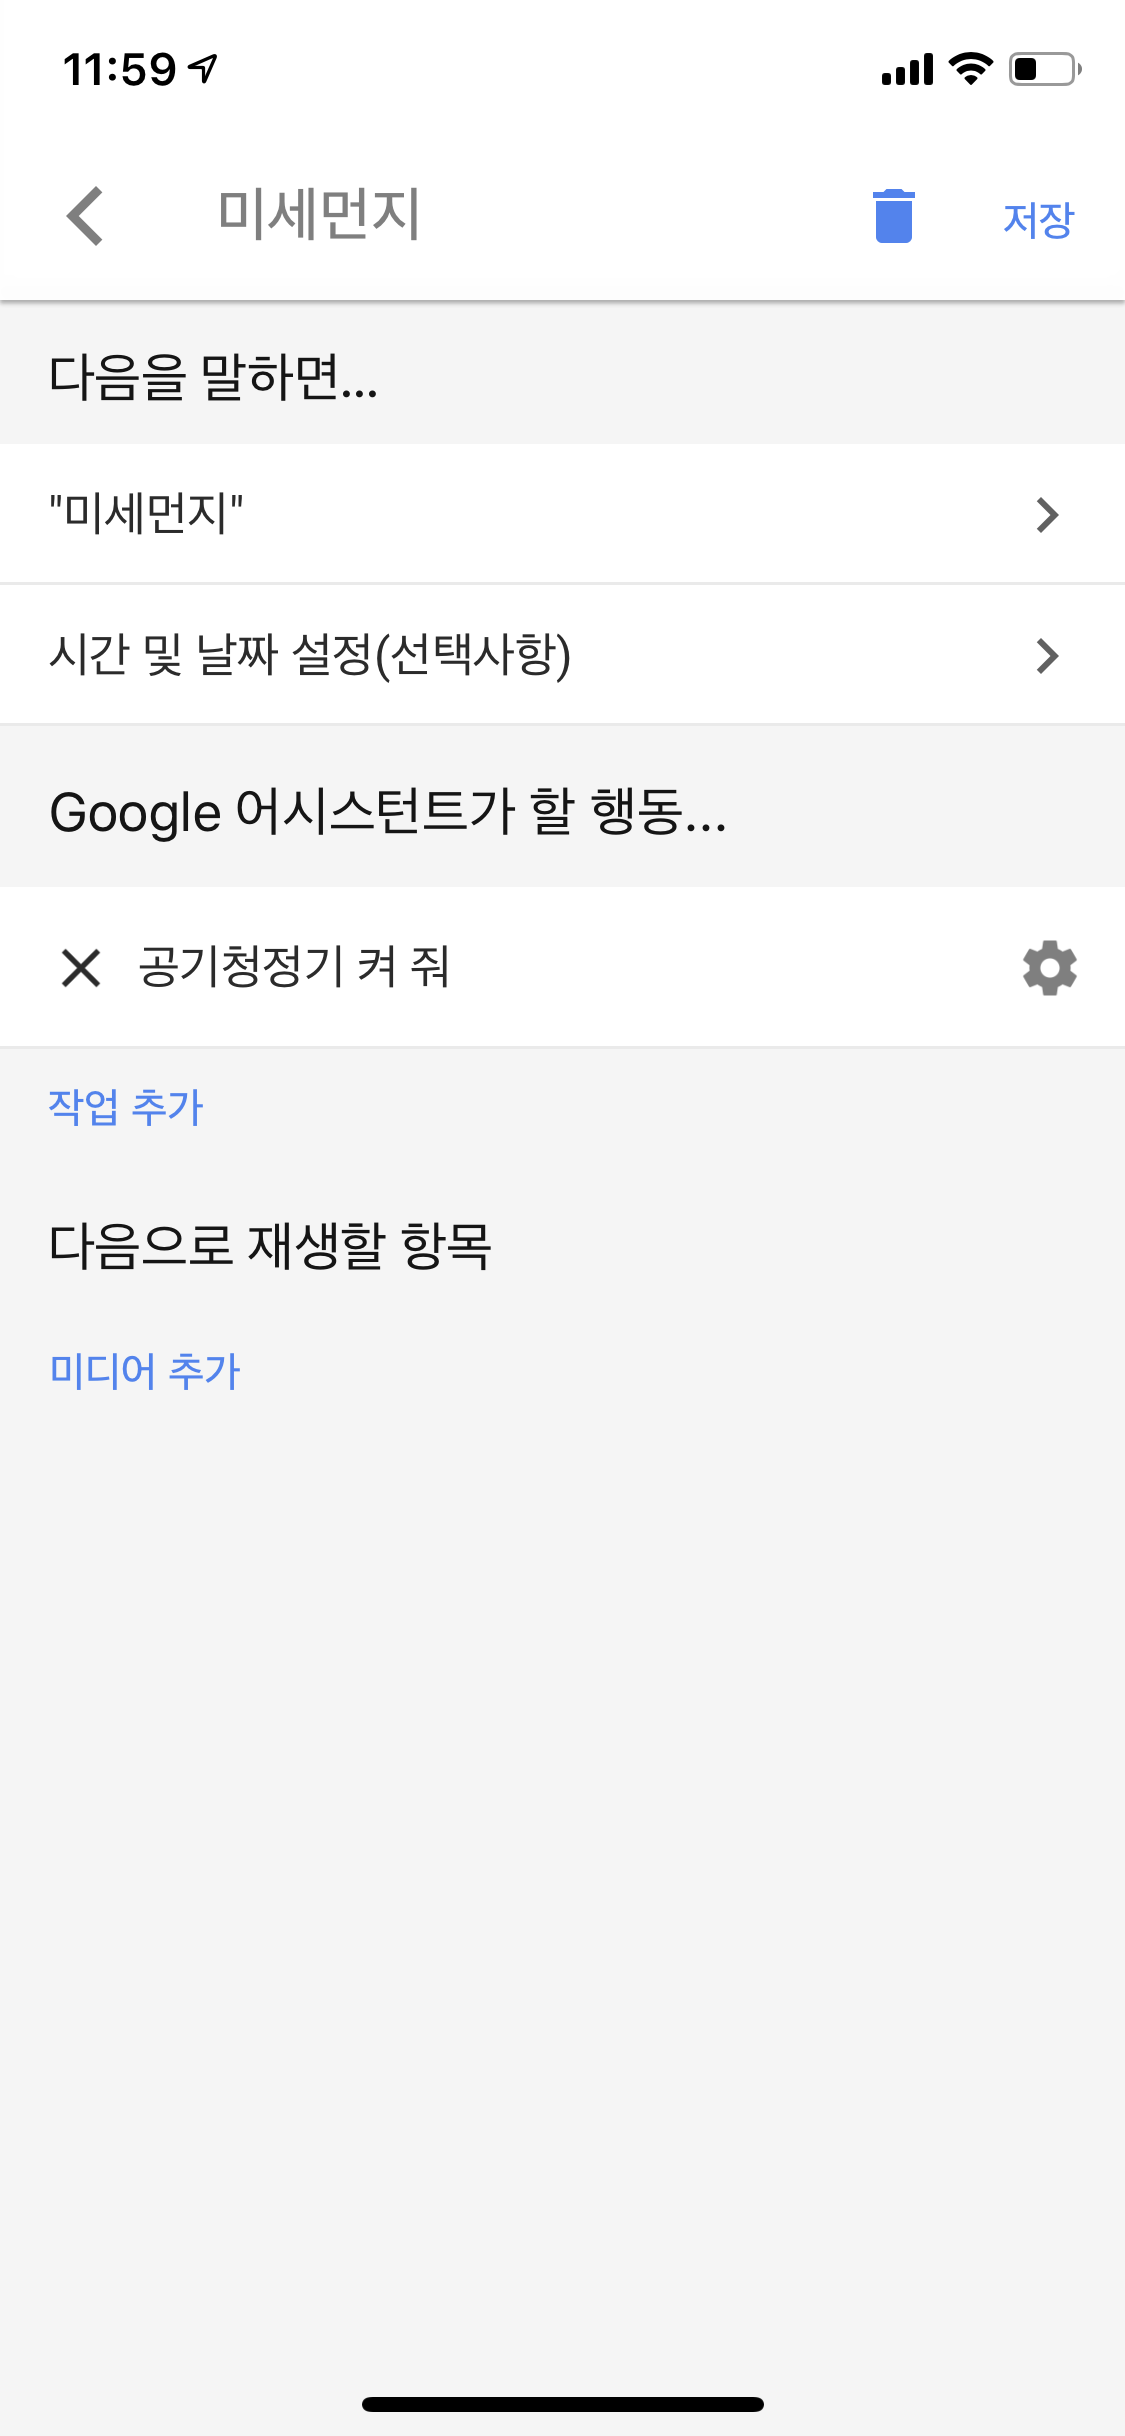 11:59
미세먼지
저장
다음을 말하면...
"미세먼지"
시간 및 날짜 설정(선택사항)
Google 어시스턴트가 할 행동...
공기청정기 켜 줘
작업 추가
다음으로 재생할 항목
미디어 추가